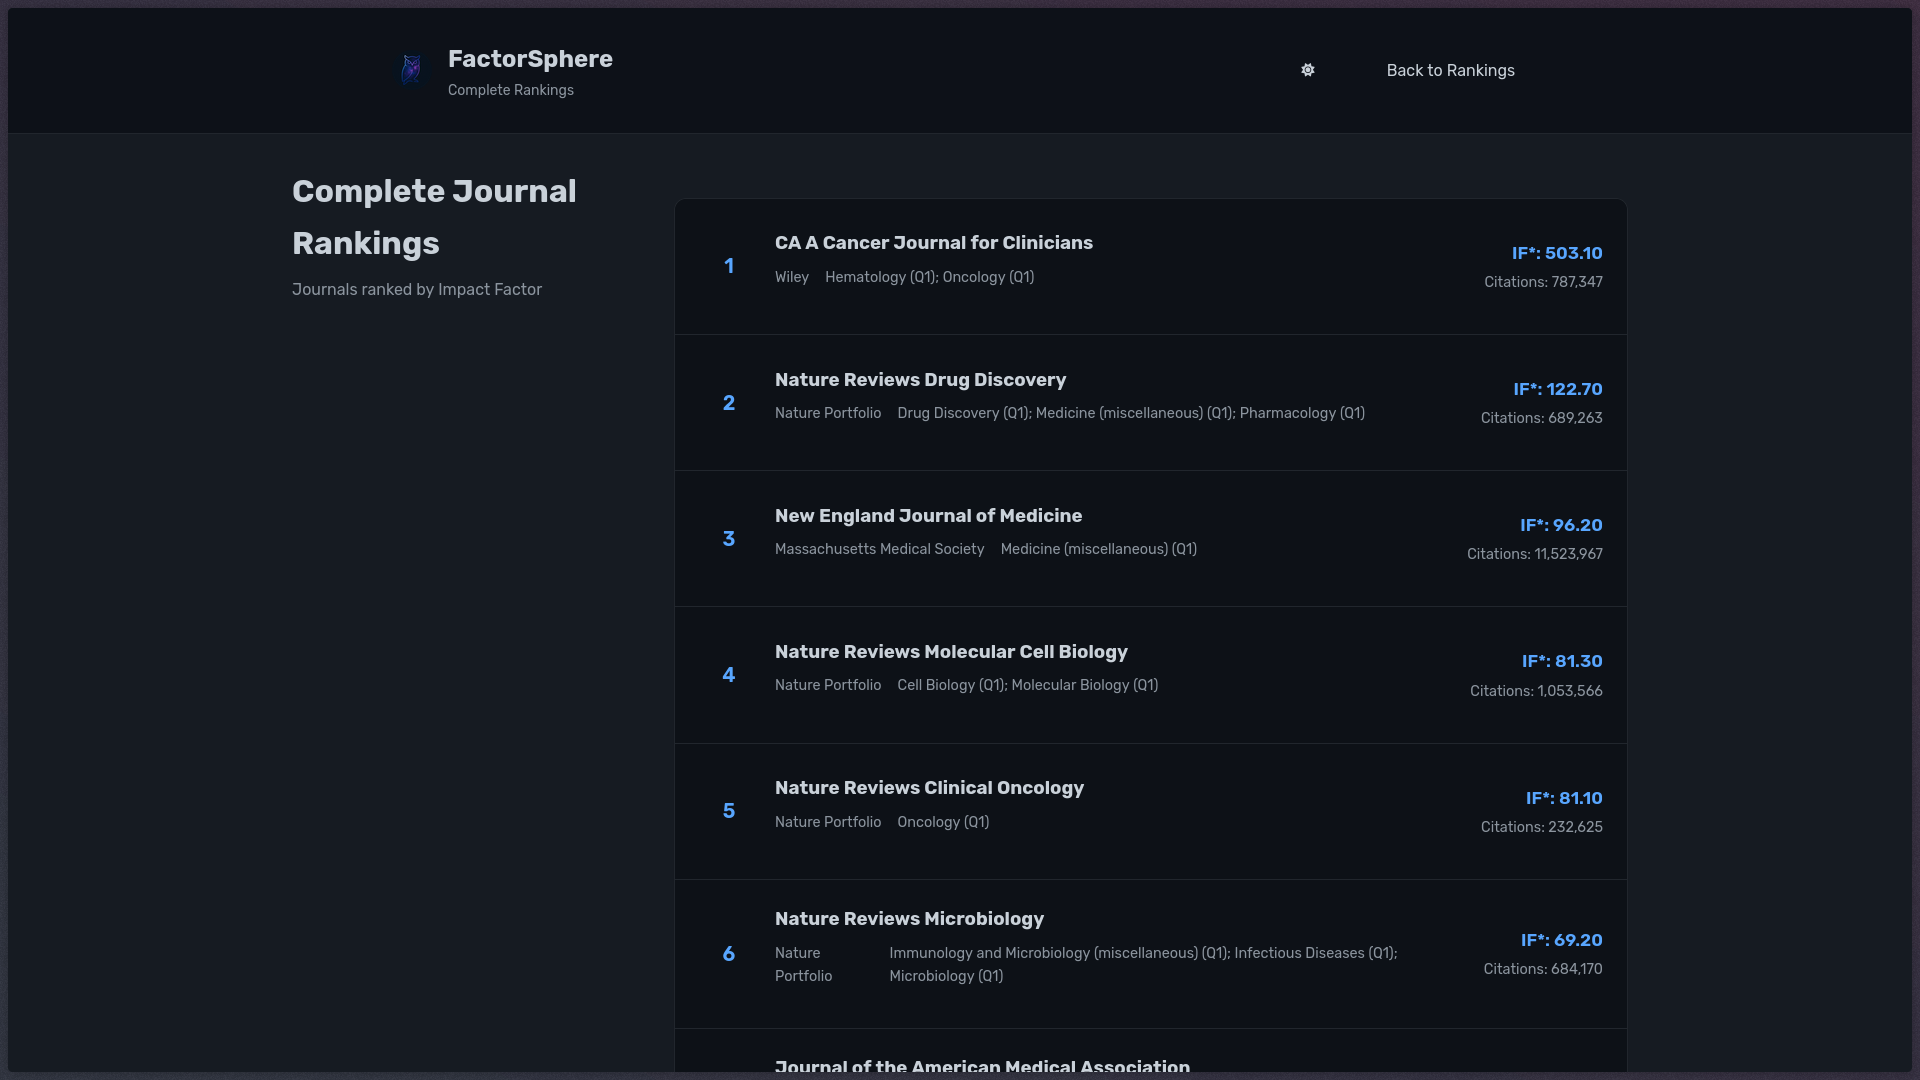 FactorSphere
Complete Rankings
Back to Rankings
Complete Journal
Rankings
Journals ranked by Impact Factor
1
CA A Cancer Journal for Clinicians
Wiley Hematology (Q1); Oncology (Q1)
IF*: 503.10
Citations: 787,347
2
Nature Reviews Drug Discovery
Nature Portfolio Drug Discovery (Q1); Medicine (miscellaneous) (Q1); Pharmacology (Q1)
IF*: 122.70
Citations: 689,263
3
New England Journal of Medicine
Massachusetts Medical Society Medicine (miscellaneous) (Q1)
IF*: 96.20
Citations: 11,523,967
4
Nature Reviews Molecular Cell Biology
Nature Portfolio Cell Biology (Q1); Molecular Biology (Q1)
IF*: 81.30
Citations: 1,053,566
5
Nature Reviews Clinical Oncology
Nature Portfolio Oncology (Q1)
IF*: 81.10
Citations: 232,625
6
Nature Reviews Microbiology
Nature
Portfolio
Immunology and Microbiology (miscellaneous) (Q1); Infectious Diseases (Q1);
Microbiology (Q1)
IF*: 69.20
Citations: 684,170
Journal of the American Medical Association